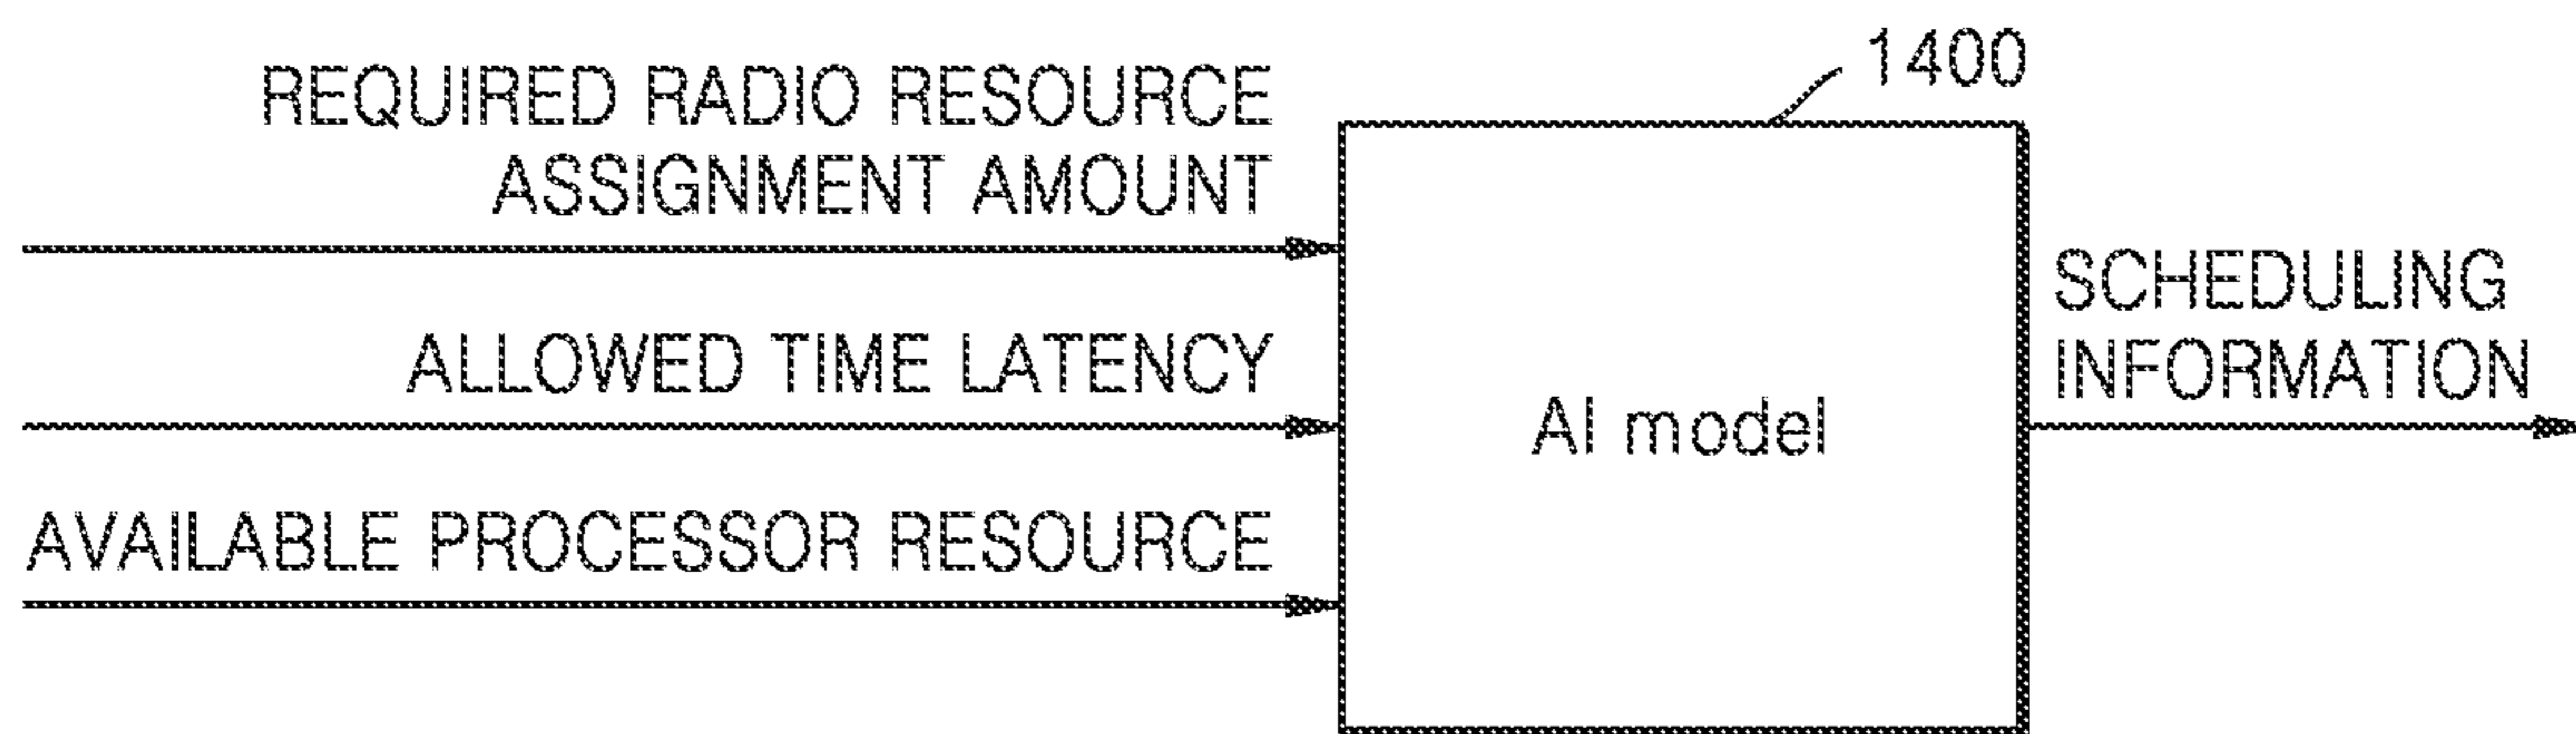 1400
REQUIRED RADIO RESOURCE
ASSIGNMENT AMOUNT
ALLOWED TIME LATENCY
AVAILABLE PROCESSOR RESOURCE
AI model
SCHEDULING
INFORMATION